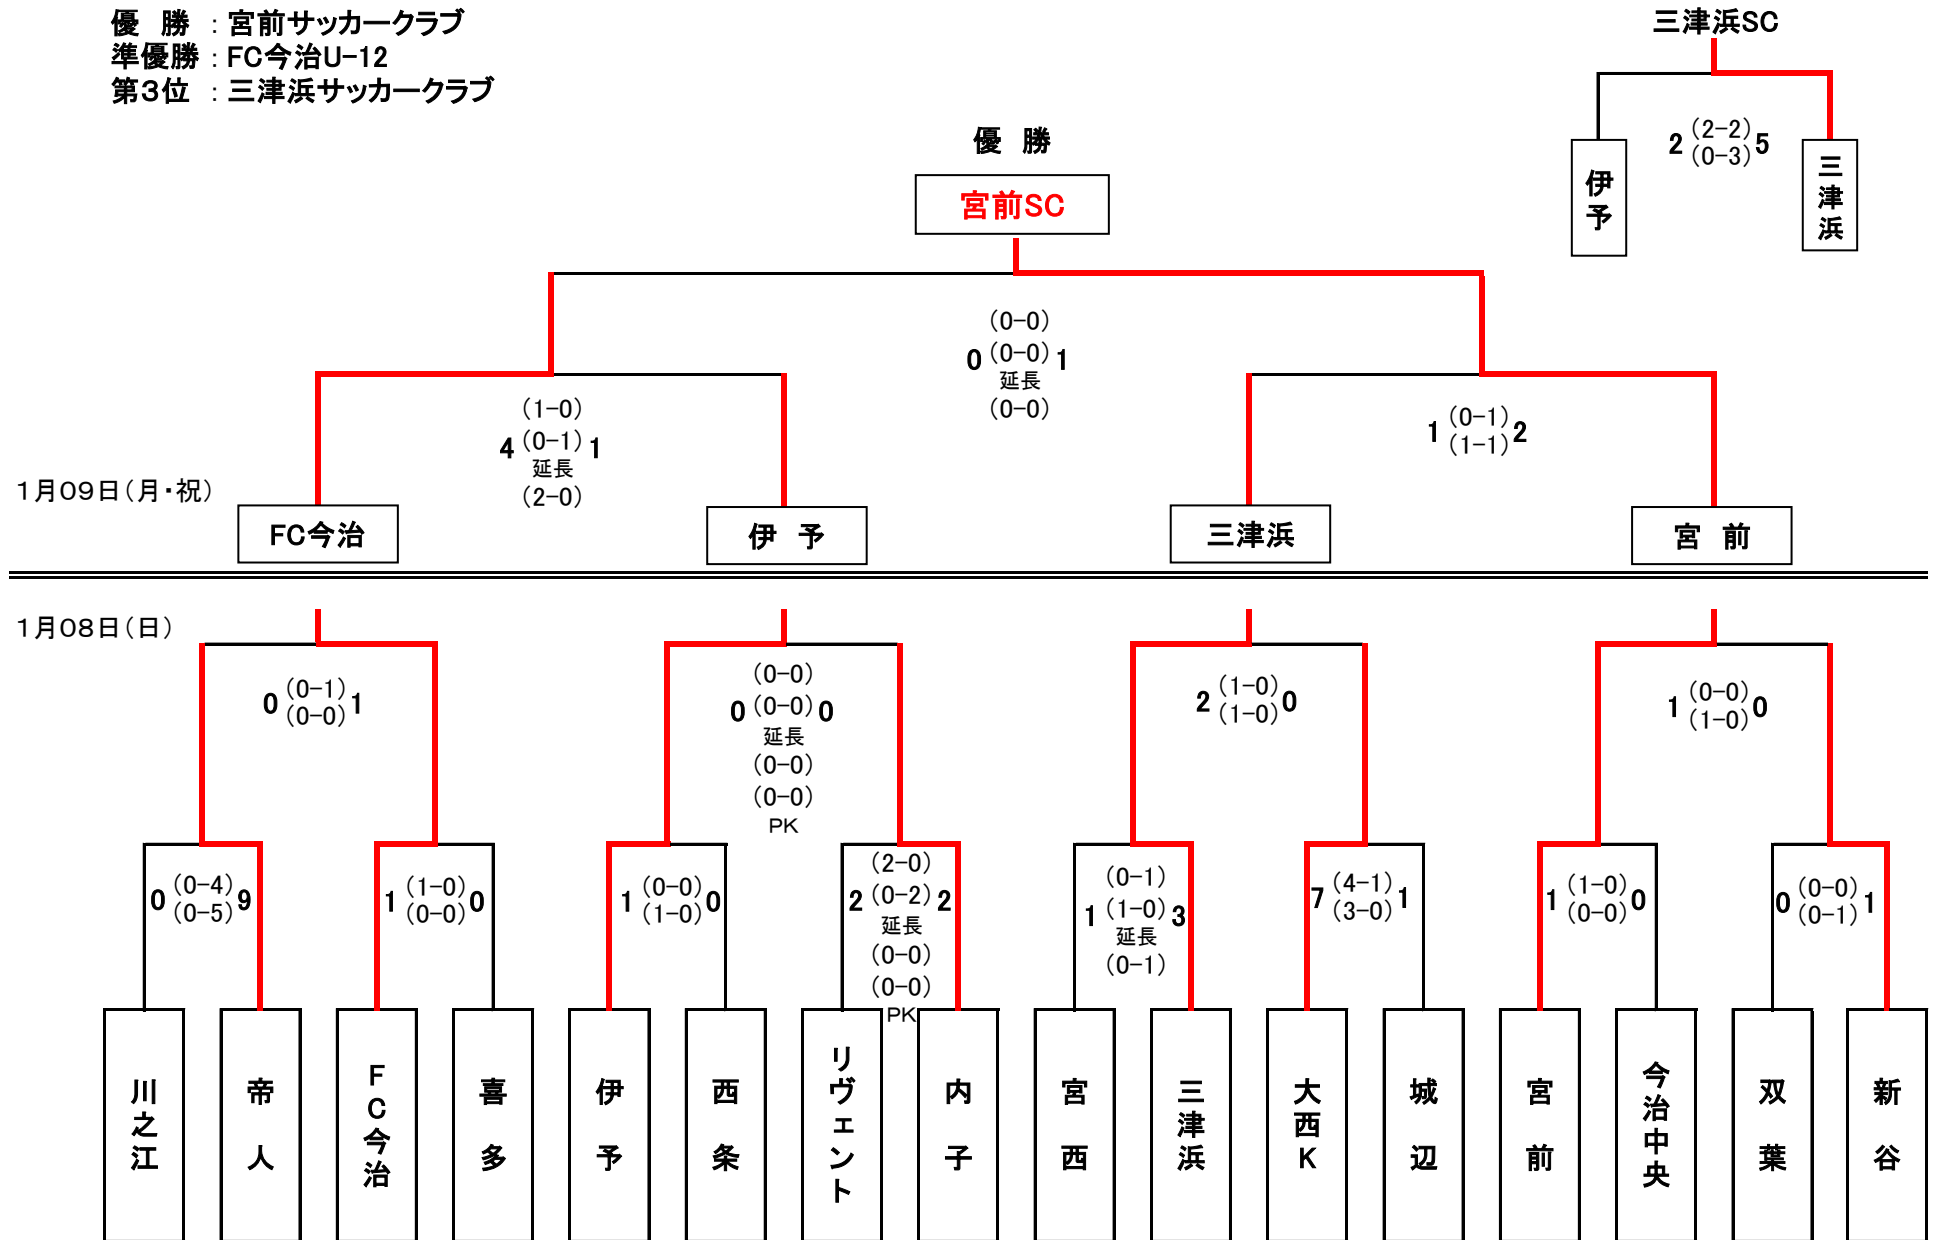 優　勝　：宮前サッカークラブ
準優勝：FC今治U-12
第３位　：三津浜サッカークラブ
三津浜SC
2 (2-2) 5
(0-3)
伊予
三津浜
優　勝
宮前SC
(0-0)
0 (0-0) 1
延長
(0-0)
(1-0)
4 (0-1) 1
延長
(2-0)
1 (0-1) 2
(1-1)
１月０９日（月・祝）
FC今治
伊　予
三津浜
宮　前
１月０８日（日）
0 (0-1) 1
(0-0)
(0-0)
0 (0-0) 0
延長
(0-0)
(0-0)
PK
2 (1-0) 0
(1-0)
1 (0-0) 0
(1-0)
0 (0-4) 9
(0-5)
1 (1-0) 0
(0-0)
1 (0-0) 0
(1-0)
(2-0)
2 (0-2) 2
延長
(0-0)
(0-0)
PK
(0-1)
1 (1-0) 3
延長
(0-1)
7 (4-1) 1
(3-0)
1 (1-0) 0
(0-0)
0 (0-0) 1
(0-1)
川之江
帝人
FC今治
喜多
伊予
西条
リヴェント
内子
宮西
三津浜
大西K
城辺
宮前
今治中央
双葉
新谷